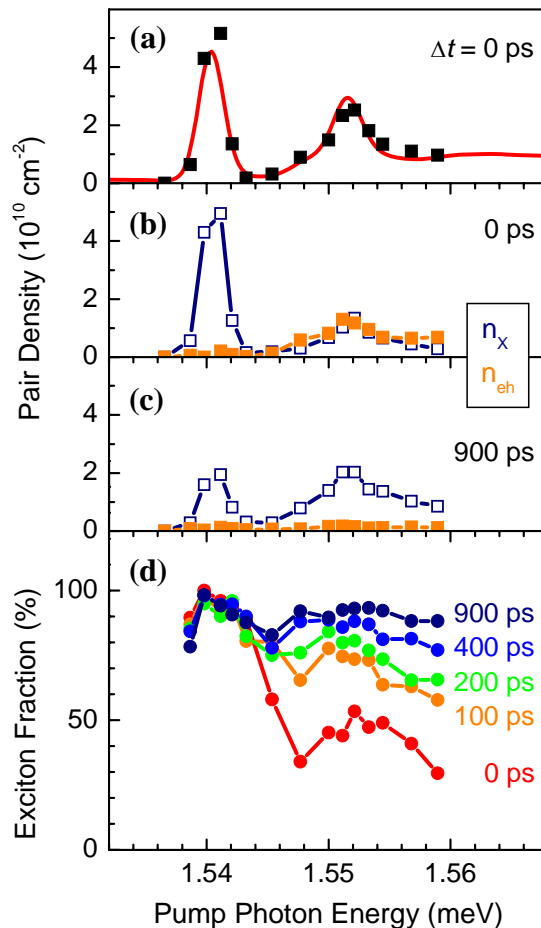 (a)
Δt = 0 ps
4
2
0
(b)
0 ps
4
2
0
n_X
n_eh
(c)
900 ps
4
2
0
Pair Density (10^10 cm^-2)
(d)
100
50
0
900 ps
400 ps
200 ps
100 ps
0 ps
Exciton Fraction (%)
1.54
1.55
1.56
Pump Photon Energy (meV)